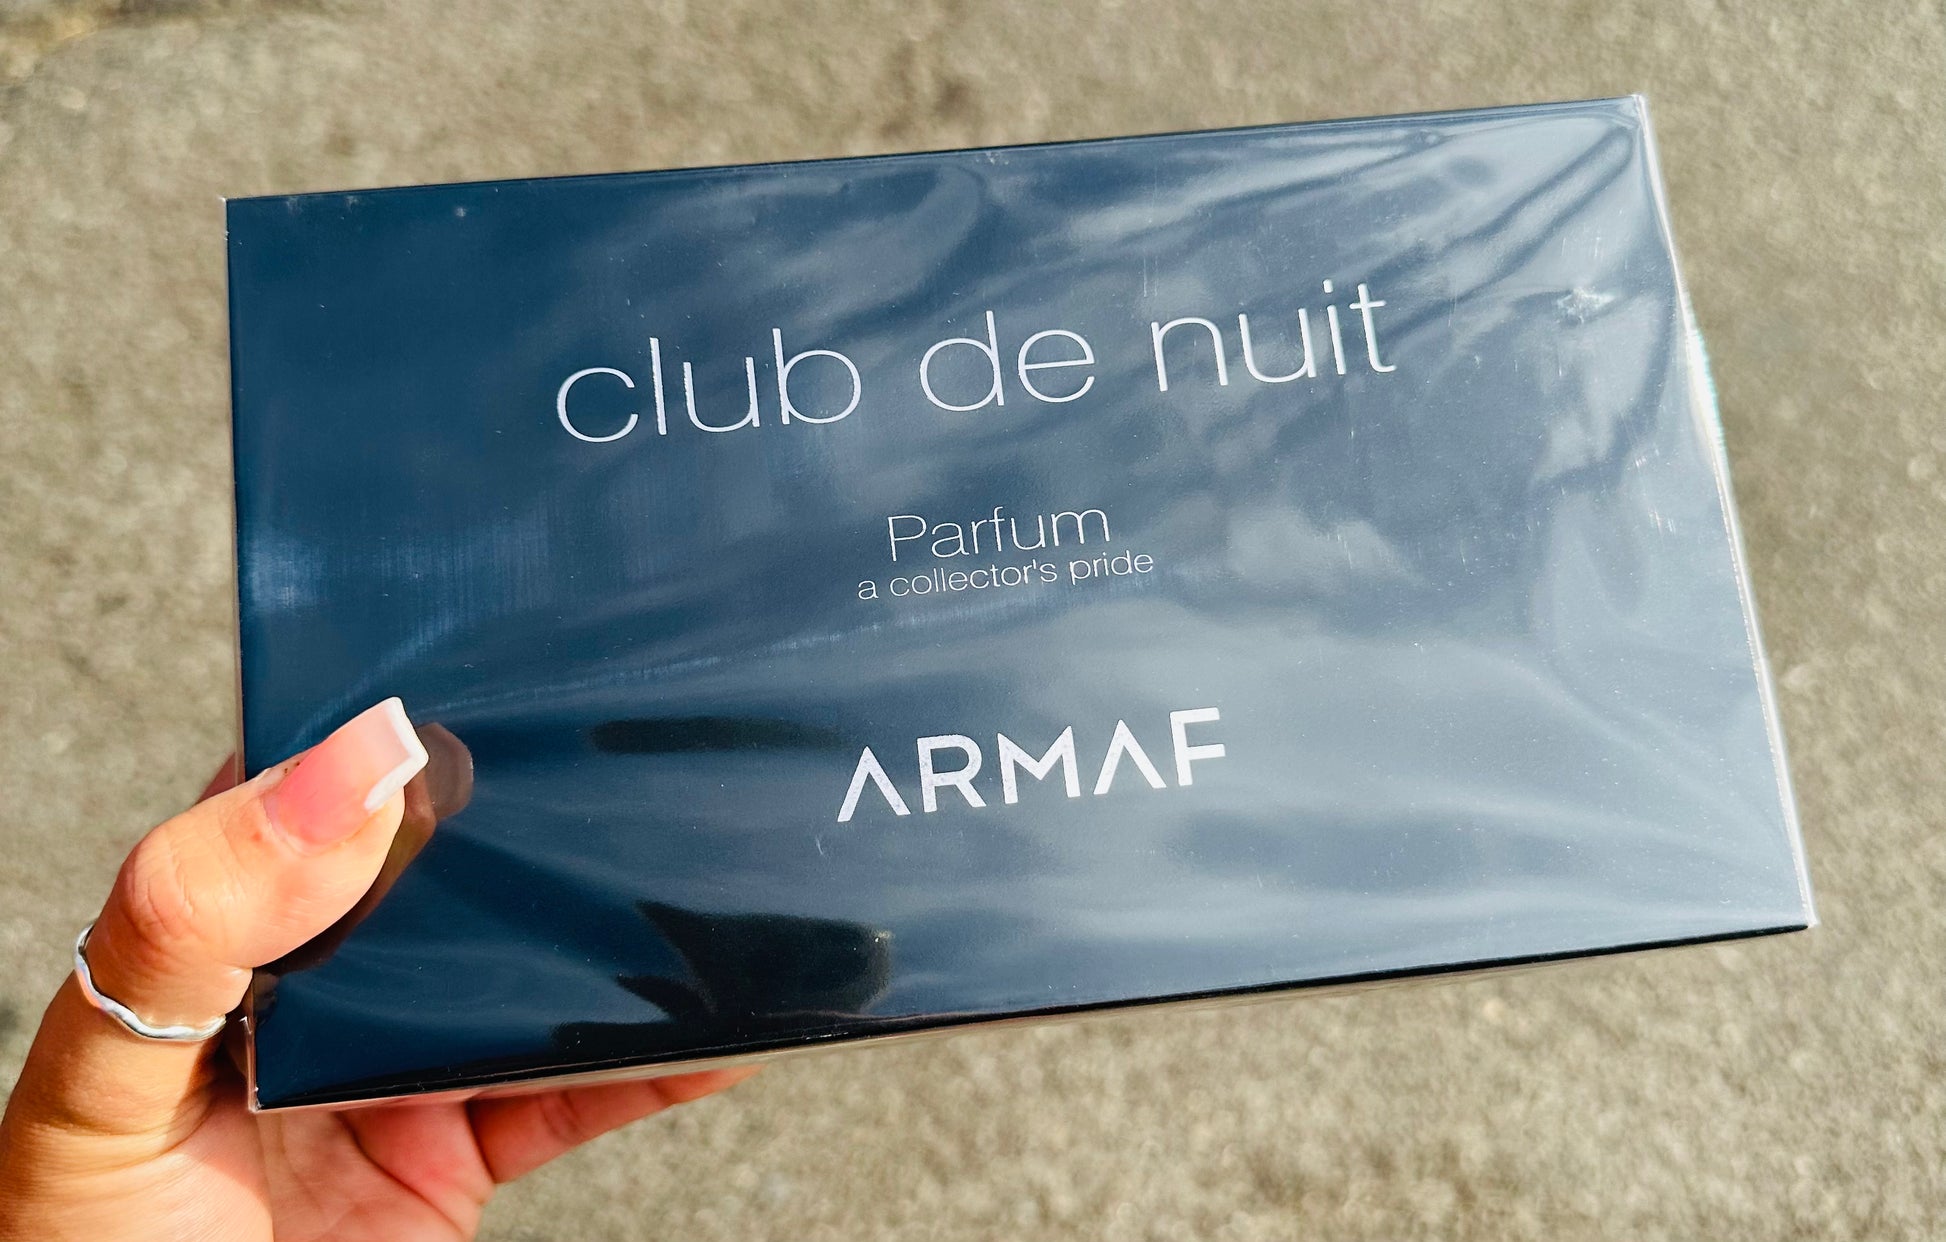 club de nuit
Parfum
a collector's pride
ARMAF